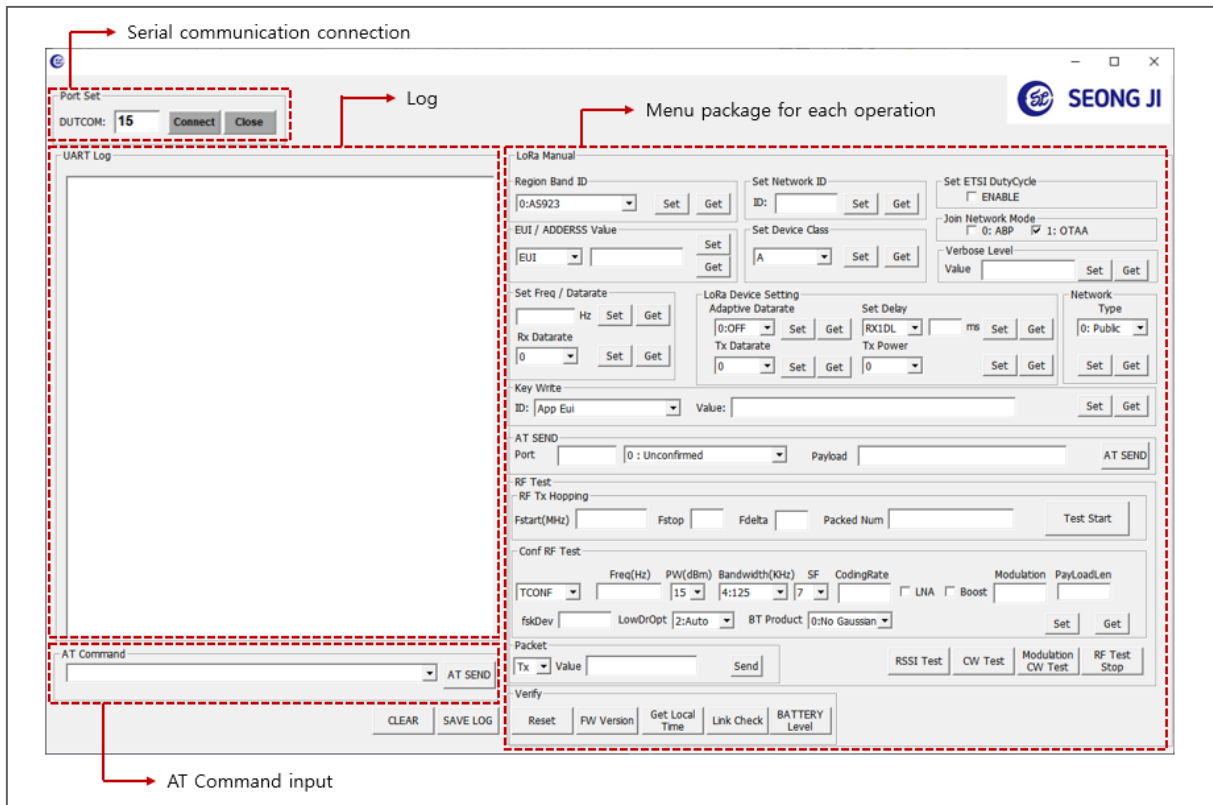 Serial communication connection
Port Set
DUTCOM: 15 Connect Close
Log
Menu package for each operation
SEONG JI
UART Log
LoRa Manual
Region Band ID
0:AS923 Set Get
Set Network ID
ID: Set Get
Set ETSI DutyCycle
ENABLE
Join Network Mode
0: ABP 1: OTAA
EUI / ADDERSS Value
EUI Set
Get
Set Device Class
A Set Get
Verbose Level
Value Set Get
Set Freq / Datarate
Hz Set Get
Rx Datarate
0 Set Get
LoRa Device Setting
Adaptive Datarate Set Delay
0:OFF Set Get RX1DL ms Set Get
Tx Datarate Tx Power
0 Set Get 0 Set Get
Network
Type
0: Public
Set Get
Key Write
ID: App Eui Value: Set Get
AT SEND
Port 0 : Unconfirmed Payload AT SEND
RF Test
RF Tx Hopping
Fstart(MHz) Fstop Fdelta Packed Num Test Start
Conf RF Test
Freq(Hz) PW(dBm) Bandwidth(KHz) SF CodingRate Modulation PayLoadLen
TCONF 15 4:125 7 LNA Boost
fskDev LowDrOpt 2:Auto BT Product 0:No Gaussian Set Get
Packet
Tx Value Send
RSSI Test CW Test Modulation CW Test RF Test Stop
AT Command
AT SEND
CLEAR SAVE LOG
Verify
Reset FW Version Get Local Time Link Check BATTERY Level
AT Command input